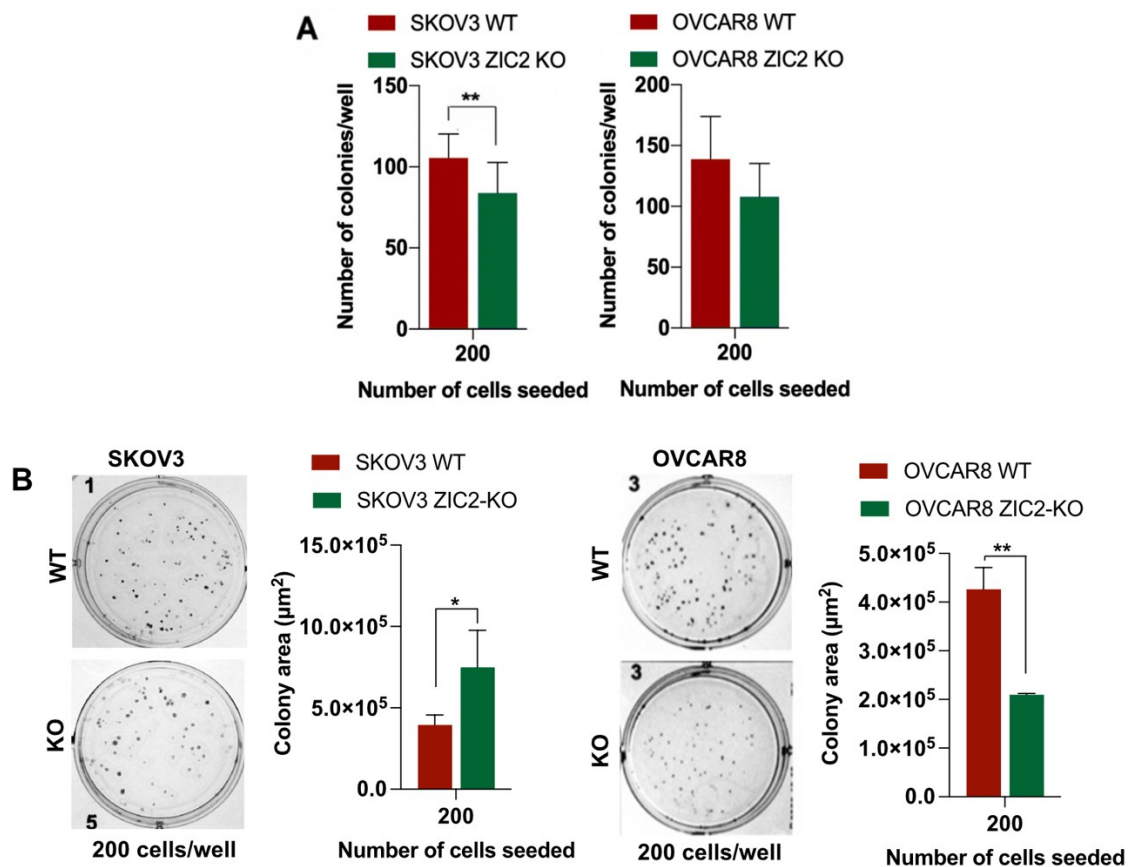 A
SKOV3 WT
SKOV3 ZIC2 KO
Number of colonies/well
150
100
50
0
**
200
Number of cells seeded
OVCAR8 WT
OVCAR8 ZIC2 KO
Number of colonies/well
200
150
100
50
0
200
Number of cells seeded
B
SKOV3
1
WT
KO
5
200 cells/well
SKOV3 WT
SKOV3 ZIC2-KO
Colony area (µm²)
15.0×10⁵
10.0×10⁵
5.0×10⁵
0.0
*
200
Number of cells seeded
OVCAR8
3
WT
3
KO
200 cells/well
OVCAR8 WT
OVCAR8 ZIC2-KO
Colony area (µm²)
5.0×10⁵
4.0×10⁵
3.0×10⁵
2.0×10⁵
1.0×10⁵
0.0
**
200
Number of cells seeded